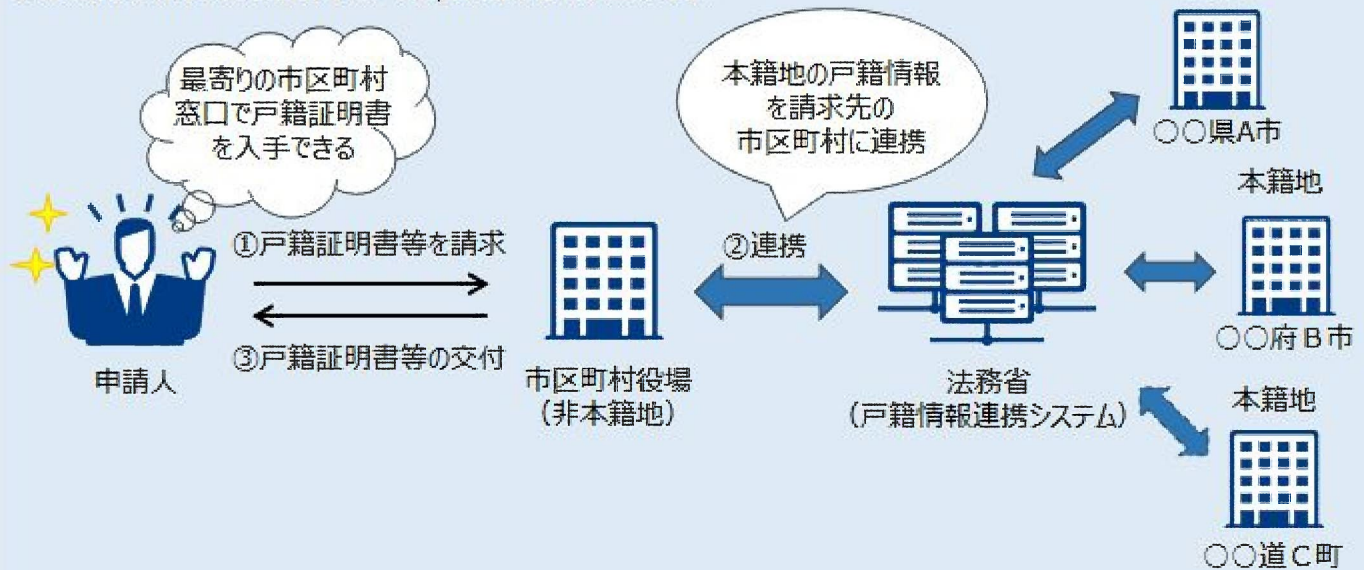 最寄りの市区町村
窓口で戸籍証明書
を入手できる
本籍地の戸籍情報
を請求先の
市区町村に連携
○○県A市
本籍地
①戸籍証明書等を請求
②連携
○○府B市
③戸籍証明書等の交付
申請人
市区町村役場
（非本籍地）
法務省
（戸籍情報連携システム）
本籍地
○○道C町